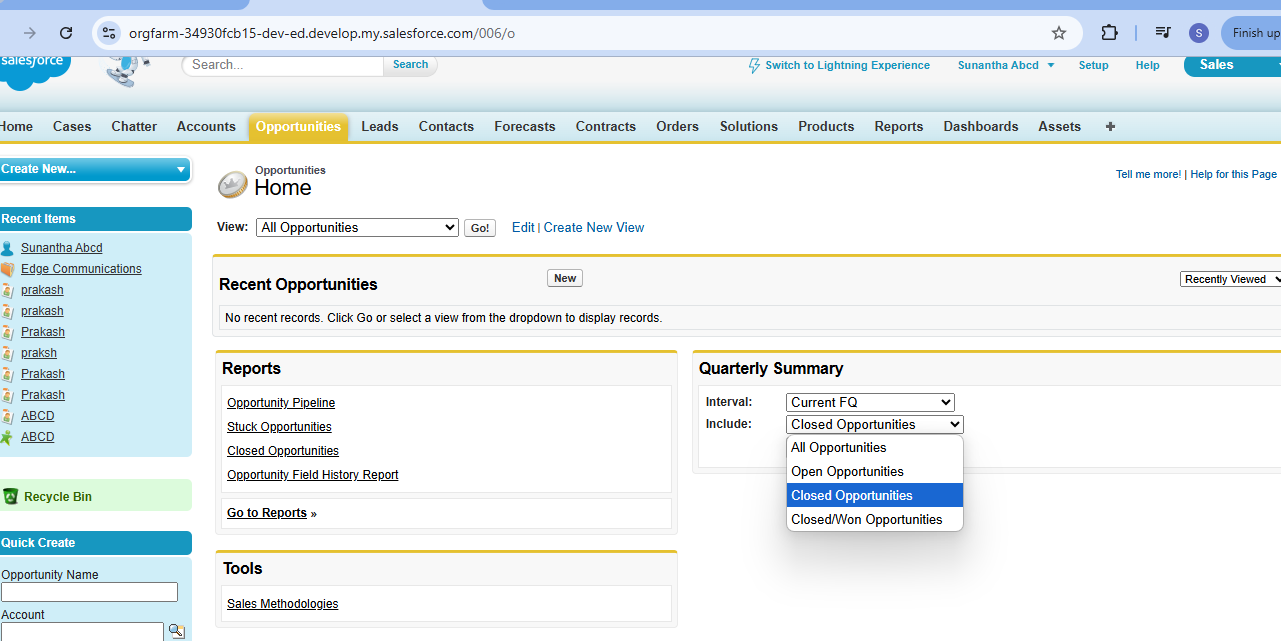 orgfarm-34930fcb15-dev-ed.develop.my.salesforce.com/006/o
S
Finish up
salesforce
Search...
Search
Switch to Lightning Experience
Sunantha Abcd
Setup
Help
Sales
Home Cases Chatter Accounts Opportunities Leads Contacts Forecasts Contracts Orders Solutions Products Reports Dashboards Assets +
Create New...
Opportunities
Home
Tell me more! | Help for this Page
Recent Items
Sunantha Abcd
Edge Communications
prakash
prakash
Prakash
praksh
Prakash
Prakash
ABCD
ABCD
Recycle Bin
Quick Create
Opportunity Name
Account
View: All Opportunities Go! Edit | Create New View
Recent Opportunities
New
Recently Viewed
No recent records. Click Go or select a view from the dropdown to display records.
Reports
Opportunity Pipeline
Stuck Opportunities
Closed Opportunities
Opportunity Field History Report
Go to Reports »
Tools
Sales Methodologies
Quarterly Summary
Interval: Current FQ
Include: Closed Opportunities
All Opportunities
Open Opportunities
Closed Opportunities
Closed/Won Opportunities